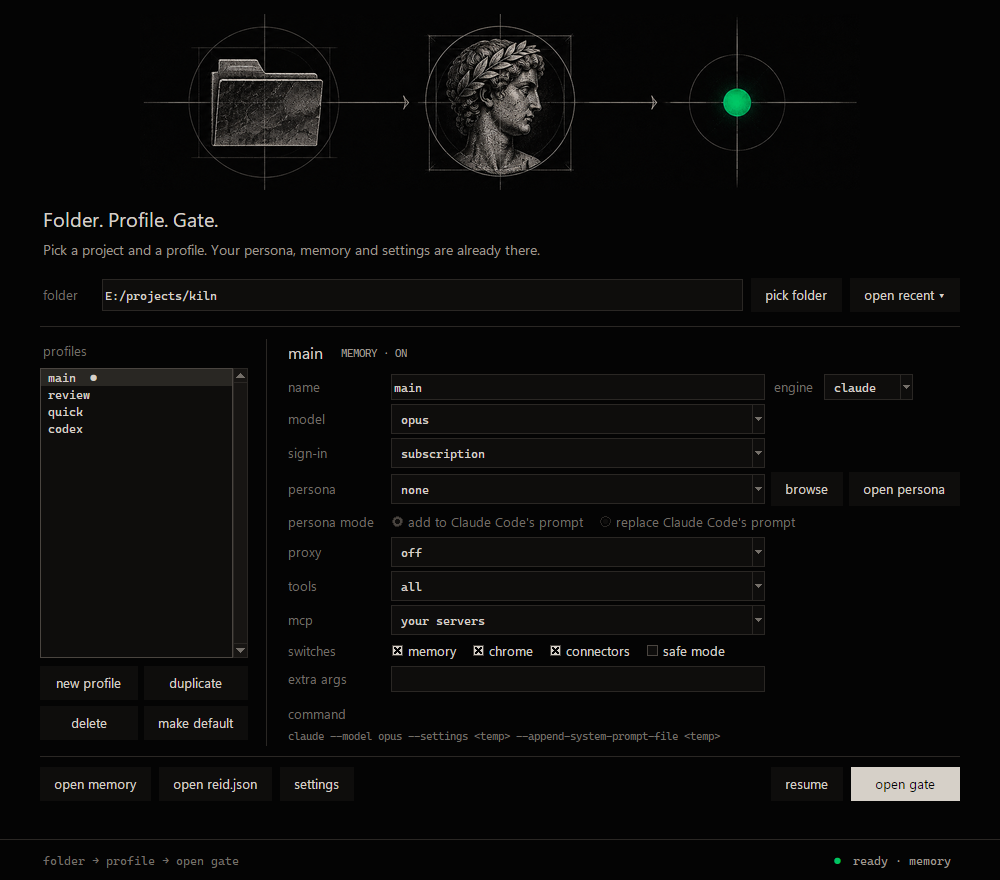 Folder. Profile. Gate.
Pick a project and a profile. Your persona, memory and settings are already there.
folder E:/projects/kiln pick folder open recent ▾
profiles
main ●
review
quick
codex
new profile duplicate
delete make default
main MEMORY · ON
name main engine claude
model opus
sign-in subscription
persona none browse open persona
persona mode add to Claude Code's prompt replace Claude Code's prompt
proxy off
tools all
mcp your servers
switches memory chrome connectors safe mode
extra args
command
claude --model opus --settings <temp> --append-system-prompt-file <temp>
open memory open reid.json settings resume open gate
folder → profile → open gate ready · memory